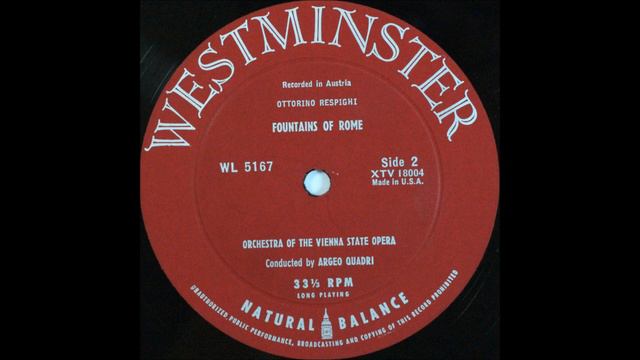 WESTMINSTER
Recorded in Austria
OTTORINO RESPIGHI
FOUNTAINS OF ROME
WL 5167
Side 2
XTV 18004
Made in U.S.A.
ORCHESTRA OF THE VIENNA STATE OPERA
Conducted by ARGEO QUADRI
33⅓ RPM
LONG PLAYING
NATURAL BALANCE
UNAUTHORIZED PUBLIC PERFORMANCE, BROADCASTING AND COPYING OF THIS RECORD PROHIBITED